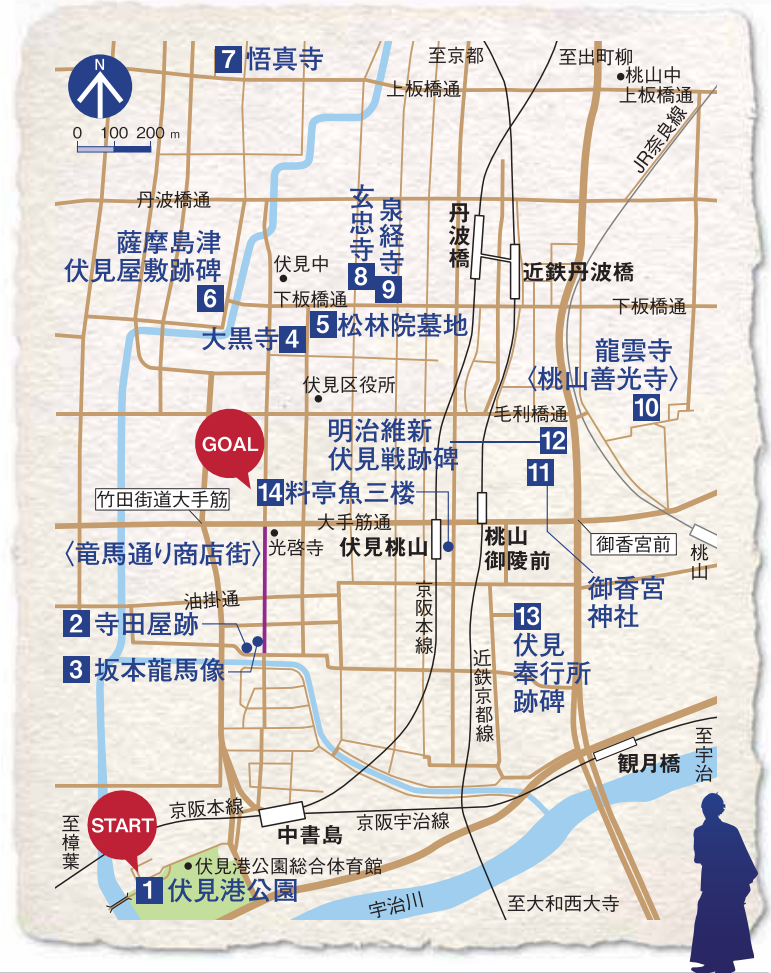 N
0 100 200 m
7 悟真寺
至京都
至出町柳
桃山中
上板橋通
上板橋通
JR奈良線
丹波橋通
薩摩島津
伏見屋敷跡碑
6
伏見中
玄忠寺
8
泉経寺
9
丹波橋
近鉄丹波橋
下板橋通
下板橋通
大黒寺 4
5 松林院墓地
龍雲寺
〈桃山善光寺〉
10
伏見区役所
毛利橋通
GOAL
明治維新
伏見戦跡碑
12
11
14 料亭魚三楼
竹田街道大手筋
大手筋通
〈竜馬通り商店街〉
光啓寺
伏見桃山
桃山
御陵前
御香宮前
桃山
御香宮
神社
油掛通
京阪本線
2 寺田屋跡
3 坂本龍馬像
13
伏見
奉行所
跡碑
近鉄京都線
至宇治
観月橋
START
至樟葉
京阪本線
中書島
京阪宇治線
伏見港公園総合体育館
1 伏見港公園
宇治川
至大和西大寺